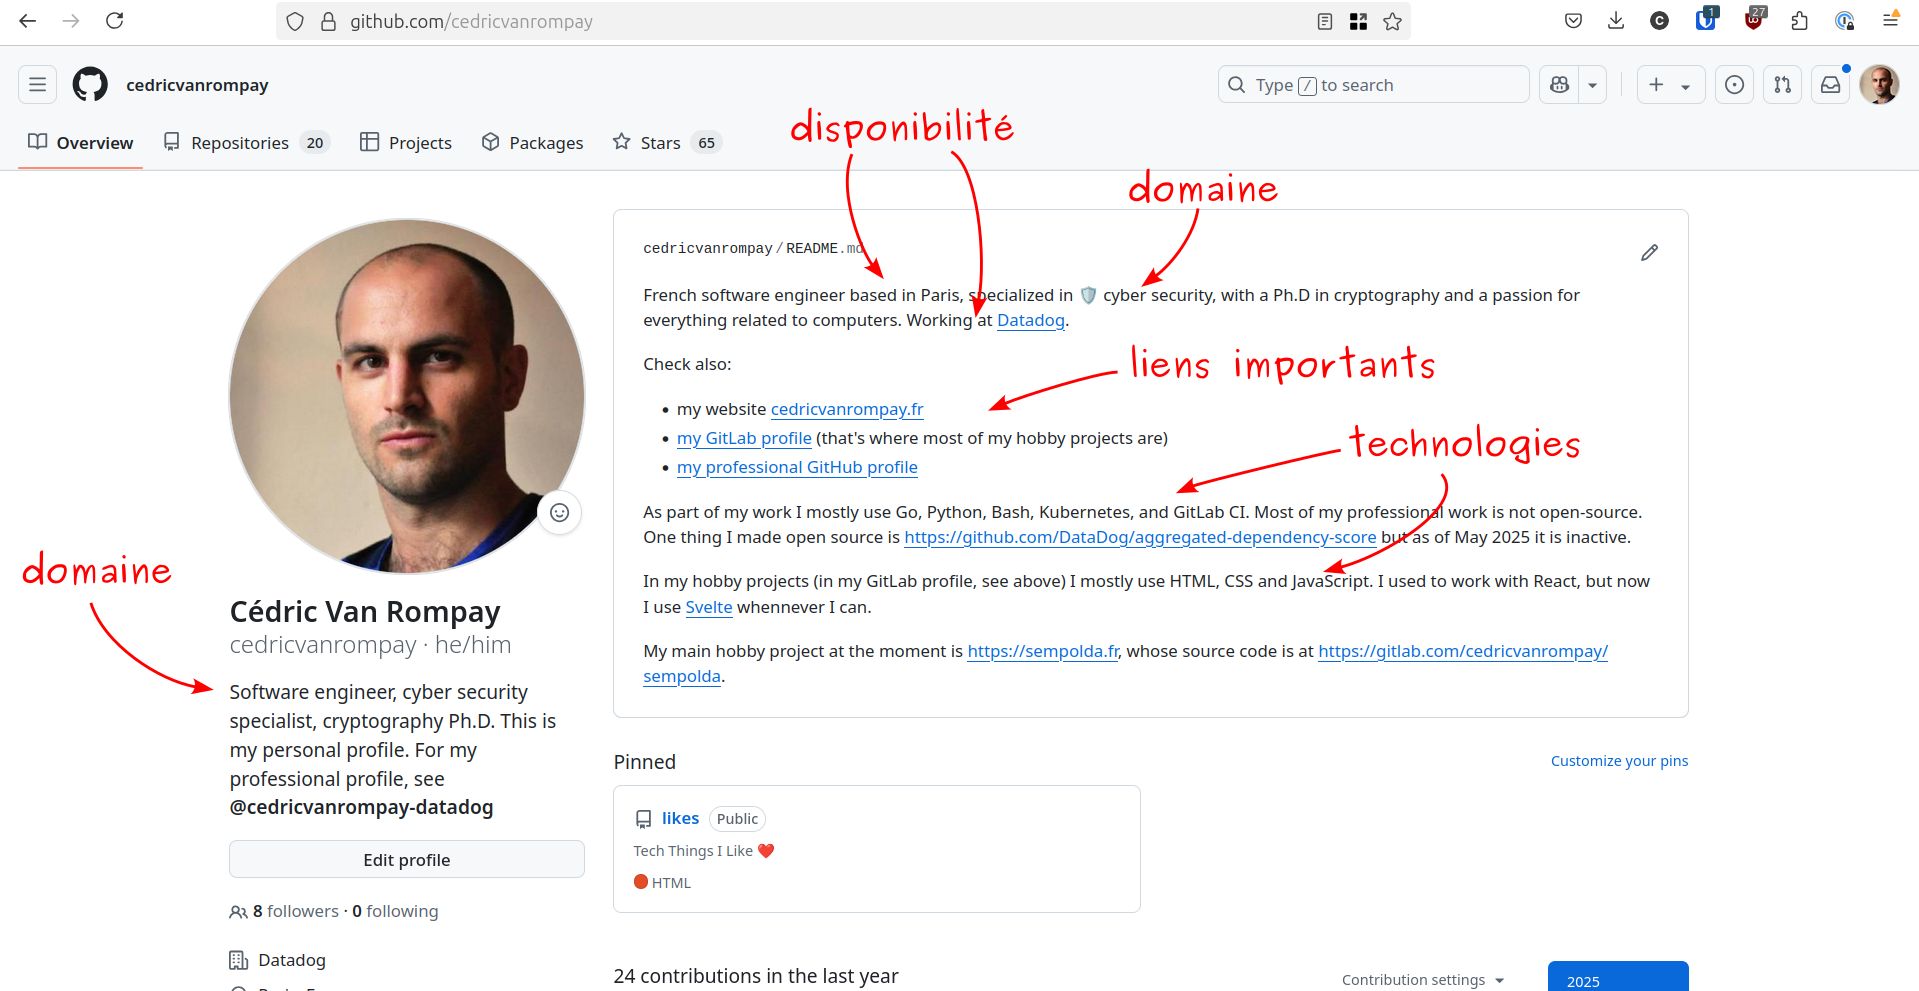 github.com/cedricvanrompay
1
27
cedricvanrompay
Type / to search
Overview
Repositories 20
Projects
Packages
Stars 65
disponibilité
domaine
cedricvanrompay/README.md
French software engineer based in Paris, specialized in 🛡️ cyber security, with a Ph.D in cryptography and a passion for
everything related to computers. Working at Datadog.
Check also:
liens importants
• my website cedricvanrompay.fr
• my GitLab profile (that's where most of my hobby projects are)
• my professional GitHub profile
technologies
As part of my work I mostly use Go, Python, Bash, Kubernetes, and GitLab CI. Most of my professional work is not open-source.
One thing I made open source is https://github.com/DataDog/aggregated-dependency-score but as of May 2025 it is inactive.
In my hobby projects (in my GitLab profile, see above) I mostly use HTML, CSS and JavaScript. I used to work with React, but now
I use Svelte whennever I can.
My main hobby project at the moment is https://sempolda.fr, whose source code is at https://gitlab.com/cedricvanrompay/
sempolda.
domaine
Cédric Van Rompay
cedricvanrompay · he/him
Software engineer, cyber security
specialist, cryptography Ph.D. This is
my personal profile. For my
professional profile, see
@cedricvanrompay-datadog
Edit profile
8 followers · 0 following
Datadog
Pinned
Customize your pins
likes Public
Tech Things I Like ❤️
HTML
24 contributions in the last year
Contribution settings
2025